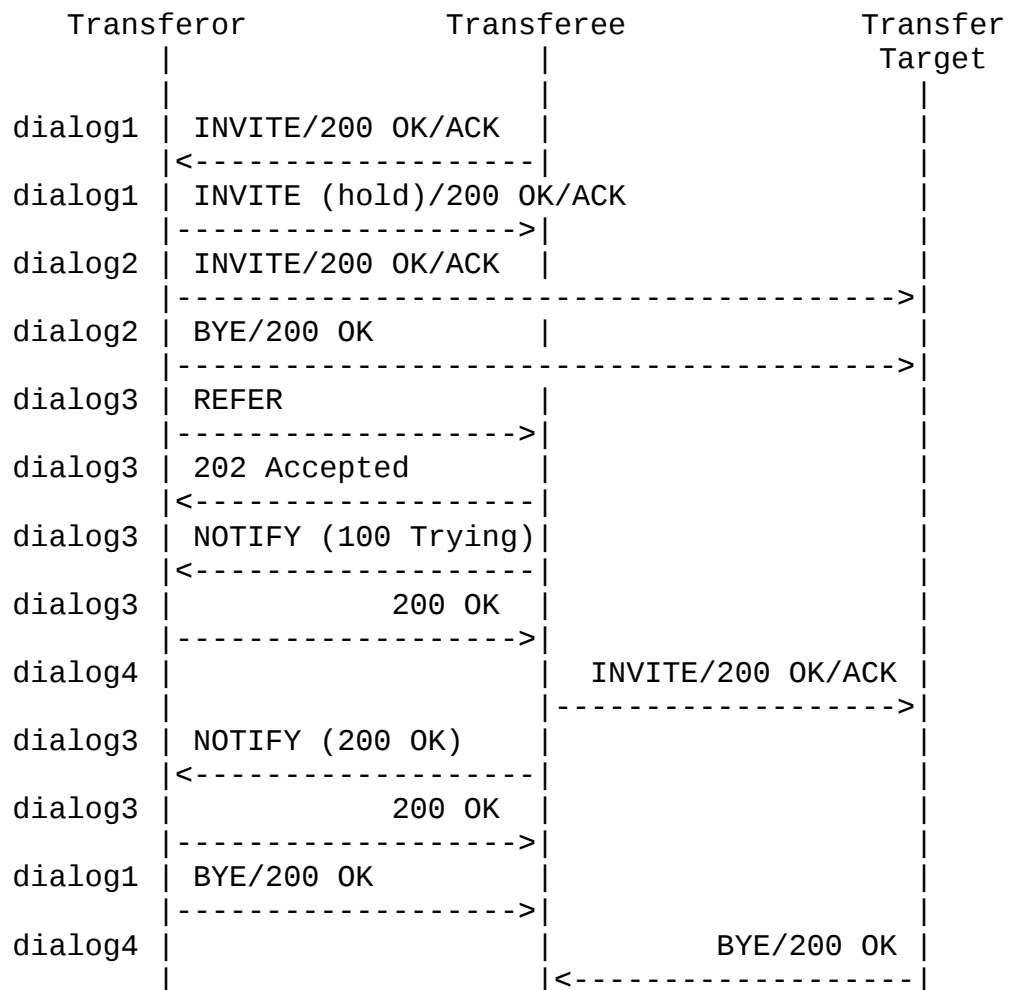 Transferor Transferee Transfer
Target
dialog1 INVITE/200 OK/ACK
dialog1 INVITE (hold)/200 OK/ACK
dialog2 INVITE/200 OK/ACK
dialog2 BYE/200 OK
dialog3 REFER
dialog3 202 Accepted
dialog3 NOTIFY (100 Trying)
dialog3 200 OK
dialog4 INVITE/200 OK/ACK
dialog3 NOTIFY (200 OK)
dialog3 200 OK
dialog1 BYE/200 OK
dialog4 BYE/200 OK